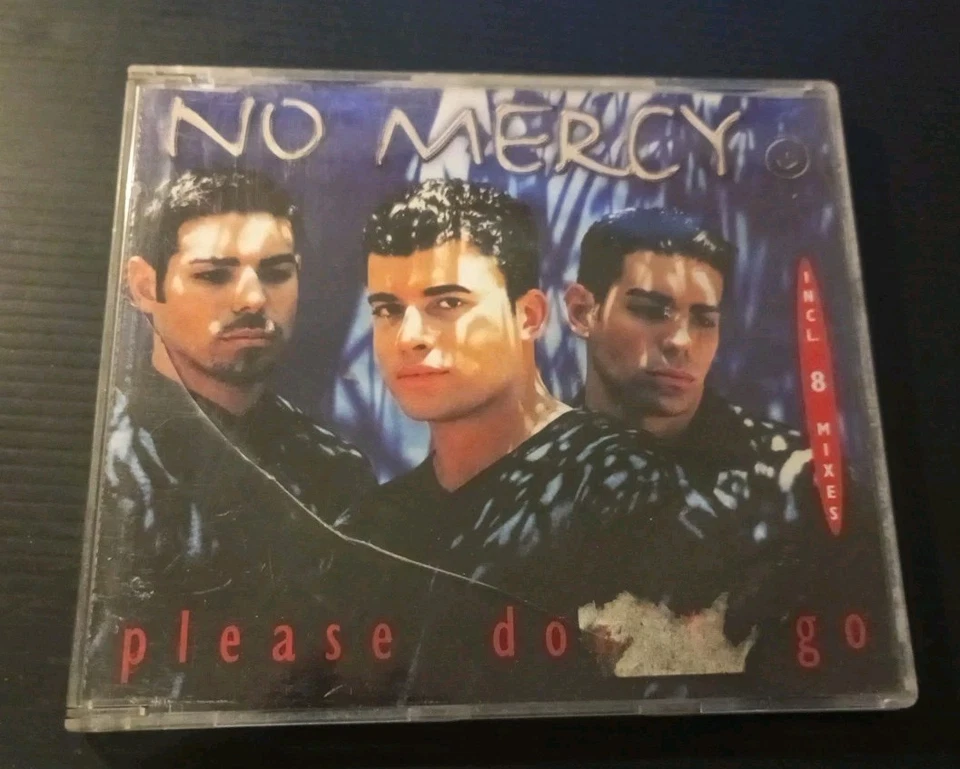 NO MERCY
INCL 8 MIXES
please do go